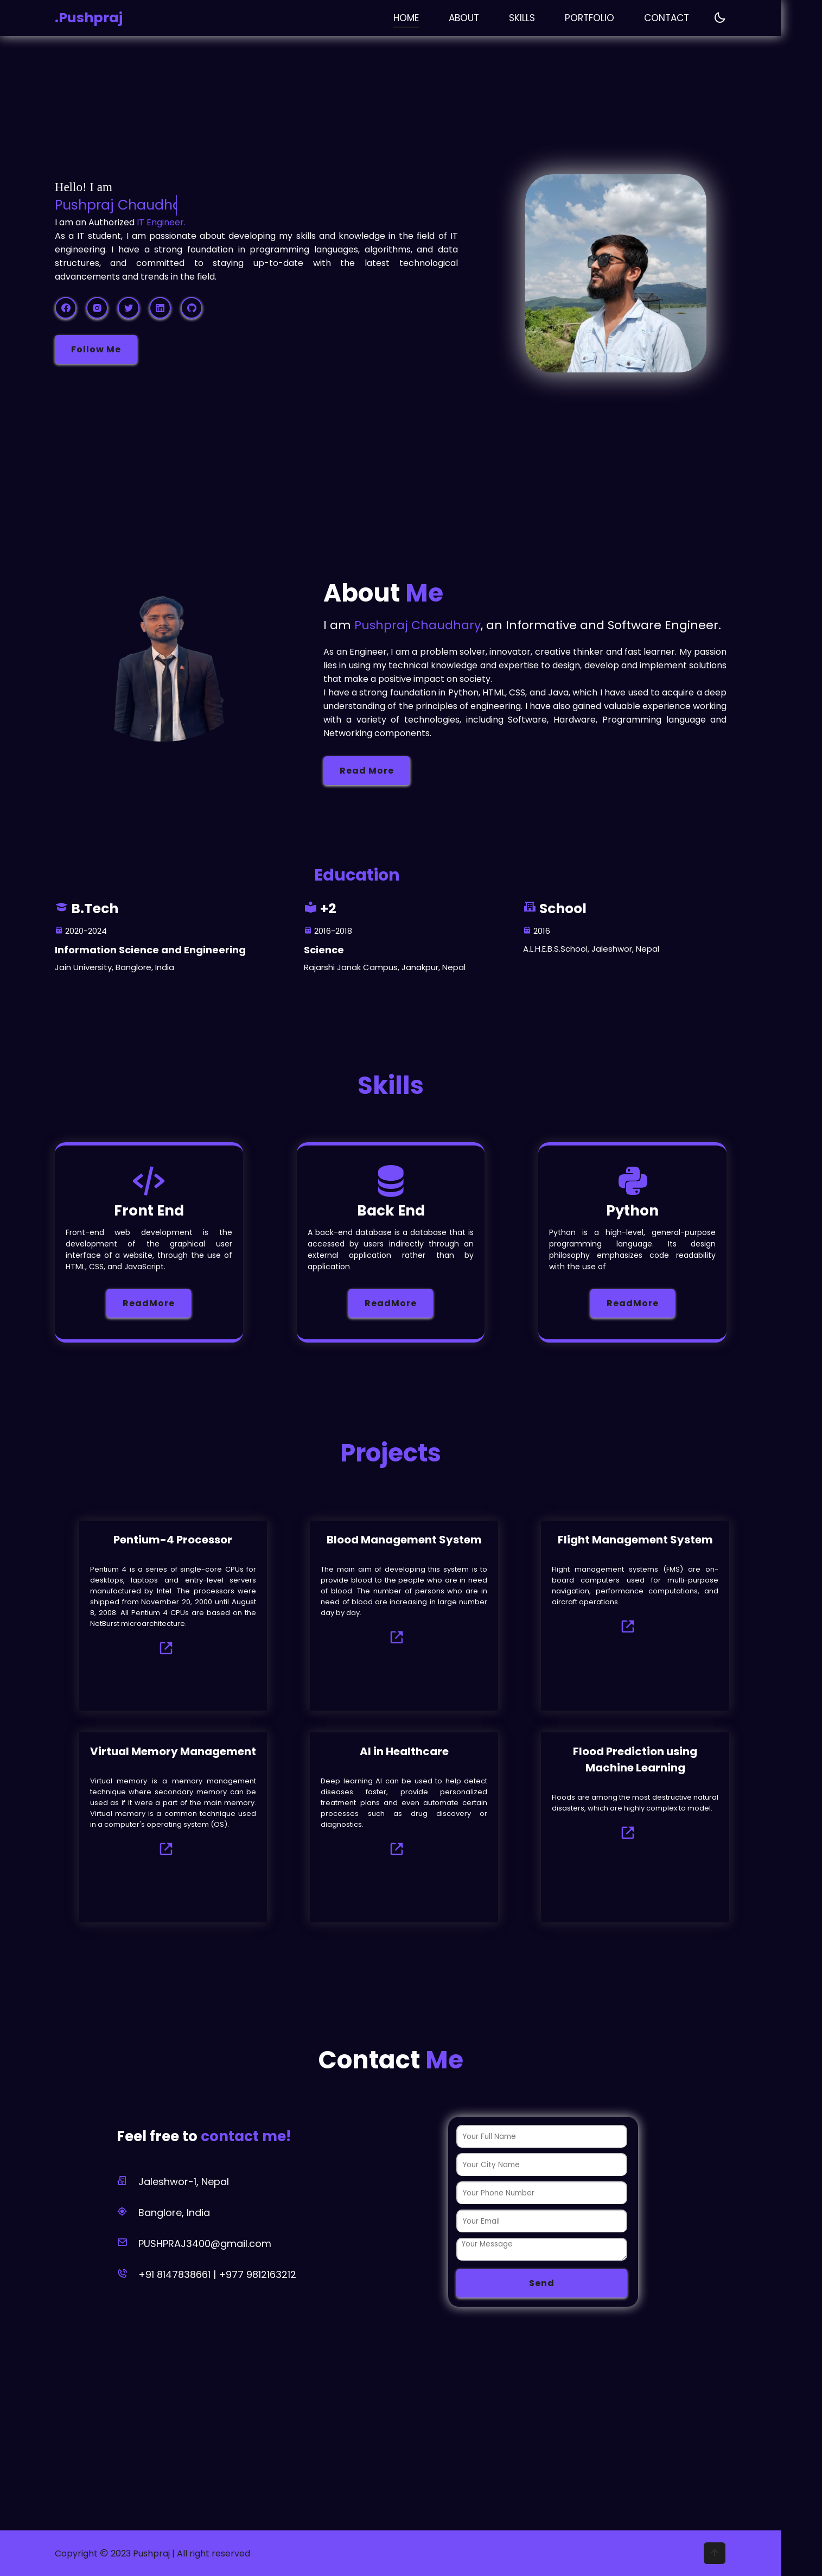 .Pushpraj
HOME ABOUT SKILLS PORTFOLIO CONTACT
Hello! I am
Pushpraj Chaudha
I am an Authorized IT Engineer.
As a IT student, I am passionate about developing my skills and knowledge in the field of IT
engineering. I have a strong foundation in programming languages, algorithms, and data
structures, and committed to staying up-to-date with the latest technological
advancements and trends in the field.
Follow Me
About Me
I am Pushpraj Chaudhary, an Informative and Software Engineer.
As an Engineer, I am a problem solver, innovator, creative thinker and fast learner. My passion
lies in using my technical knowledge and expertise to design, develop and implement solutions
that make a positive impact on society.
I have a strong foundation in Python, HTML, CSS, and Java, which I have used to acquire a deep
understanding of the principles of engineering. I have also gained valuable experience working
with a variety of technologies, including Software, Hardware, Programming language and
Networking components.
Read More
Education
B.Tech
2020-2024
Information Science and Engineering
Jain University, Banglore, India
+2
2016-2018
Science
Rajarshi Janak Campus, Janakpur, Nepal
School
2016
A.L.H.E.B.S.School, Jaleshwor, Nepal
Skills
Front End
Front-end web development is the
development of the graphical user
interface of a website, through the use of
HTML, CSS, and JavaScript.
ReadMore
Back End
A back-end database is a database that is
accessed by users indirectly through an
external application rather than by
application
ReadMore
Python
Python is a high-level, general-purpose
programming language. Its design
philosophy emphasizes code readability
with the use of
ReadMore
Projects
Pentium-4 Processor
Pentium 4 is a series of single-core CPUs for
desktops, laptops and entry-level servers
manufactured by Intel. The processors were
shipped from November 20, 2000 until August
8, 2008. All Pentium 4 CPUs are based on the
NetBurst microarchitecture.
Blood Management System
The main aim of developing this system is to
provide blood to the people who are in need
of blood. The number of persons who are in
need of blood are increasing in large number
day by day.
Flight Management System
Flight management systems (FMS) are on-
board computers used for multi-purpose
navigation, performance computations, and
aircraft operations.
Virtual Memory Management
Virtual memory is a memory management
technique where secondary memory can be
used as if it were a part of the main memory.
Virtual memory is a common technique used
in a computer's operating system (OS).
AI in Healthcare
Deep learning AI can be used to help detect
diseases faster, provide personalized
treatment plans and even automate certain
processes such as drug discovery or
diagnostics.
Flood Prediction using
Machine Learning
Floods are among the most destructive natural
disasters, which are highly complex to model.
Contact Me
Feel free to contact me!
Jaleshwor-1, Nepal
Banglore, India
PUSHPRAJ3400@gmail.com
+91 8147838661 | +977 9812163212
Your Full Name
Your City Name
Your Phone Number
Your Email
Your Message
Send
Copyright © 2023 Pushpraj | All right reserved